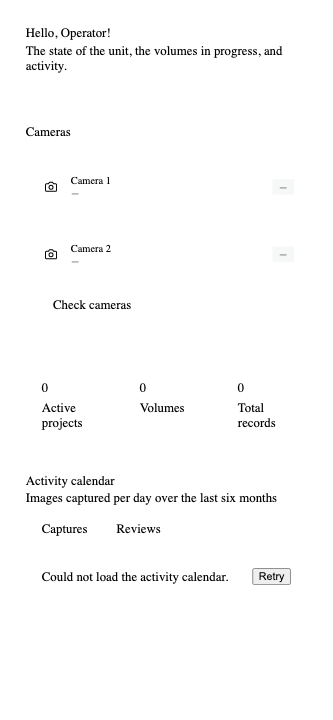 Hello, Operator!
The state of the unit, the volumes in progress, and
activity.
Cameras
Camera 1
—
–
Camera 2
—
–
Check cameras
0 0 0
Active Volumes Total
projects records
Activity calendar
Images captured per day over the last six months
Captures Reviews
Could not load the activity calendar. Retry